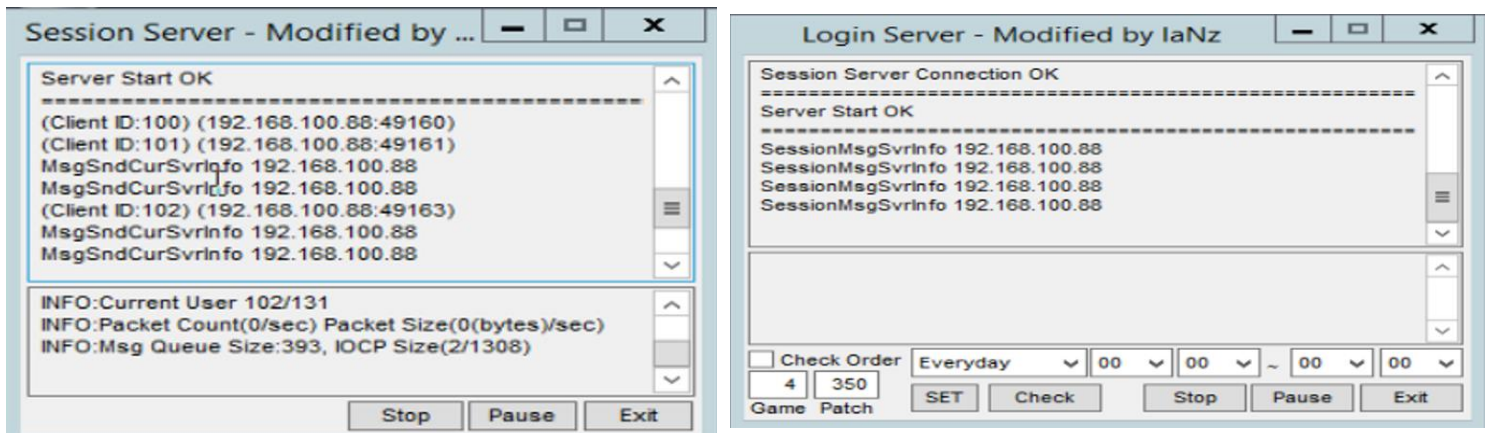 Session Server - Modified by ...
Server Start OK
================================================
(Client ID:100) (192.168.100.88:49160)
(Client ID:101) (192.168.100.88:49161)
MsgSndCurSvrInfo 192.168.100.88
MsgSndCurSvrInfo 192.168.100.88
(Client ID:102) (192.168.100.88:49163)
MsgSndCurSvrInfo 192.168.100.88
MsgSndCurSvrInfo 192.168.100.88
INFO:Current User 102/131
INFO:Packet Count(0/sec) Packet Size(0(bytes)/sec)
INFO:Msg Queue Size:393, IOCP Size(2/1308)
Stop Pause Exit
Login Server - Modified by IaNz
Session Server Connection OK
================================================
Server Start OK
================================================
SessionMsgSvrInfo 192.168.100.88
SessionMsgSvrInfo 192.168.100.88
SessionMsgSvrInfo 192.168.100.88
SessionMsgSvrInfo 192.168.100.88
Check Order Everyday 00 00 ~ 00 00
4 350 SET Check Stop Pause Exit
Game Patch